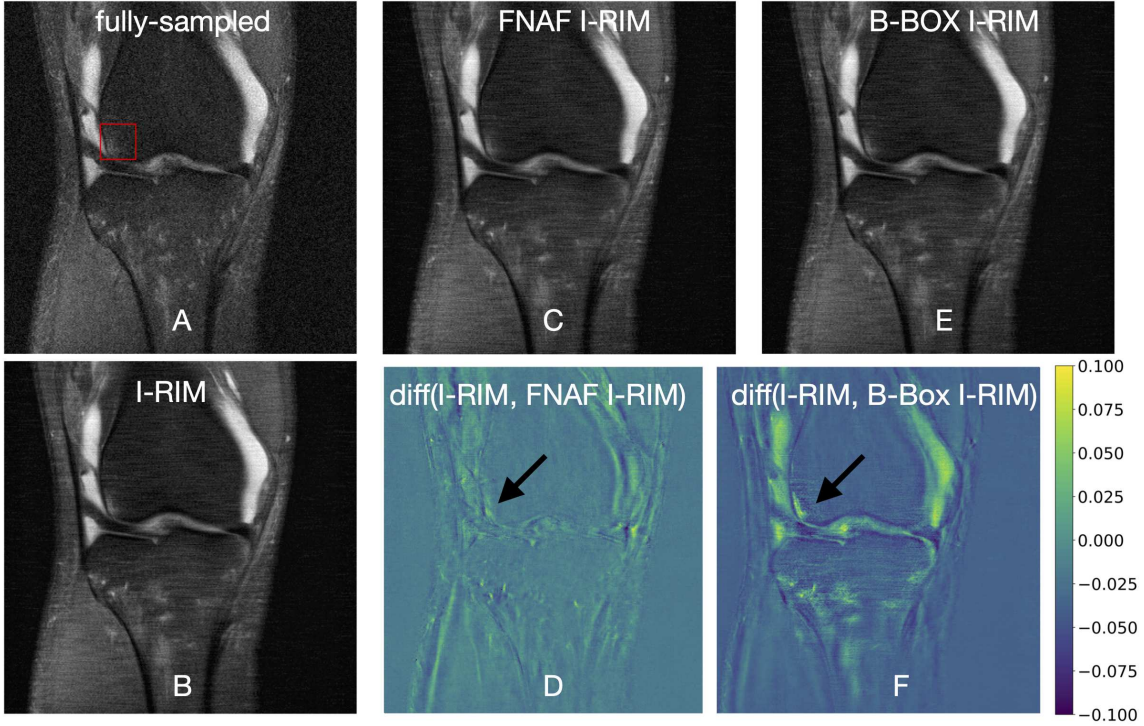 fully-sampled
A
FNAF I-RIM
C
B-BOX I-RIM
E
I-RIM
B
diff(I-RIM, FNAF I-RIM)
D
diff(I-RIM, B-Box I-RIM)
F
0.100
0.075
0.050
0.025
0.000
−0.025
−0.050
−0.075
−0.100